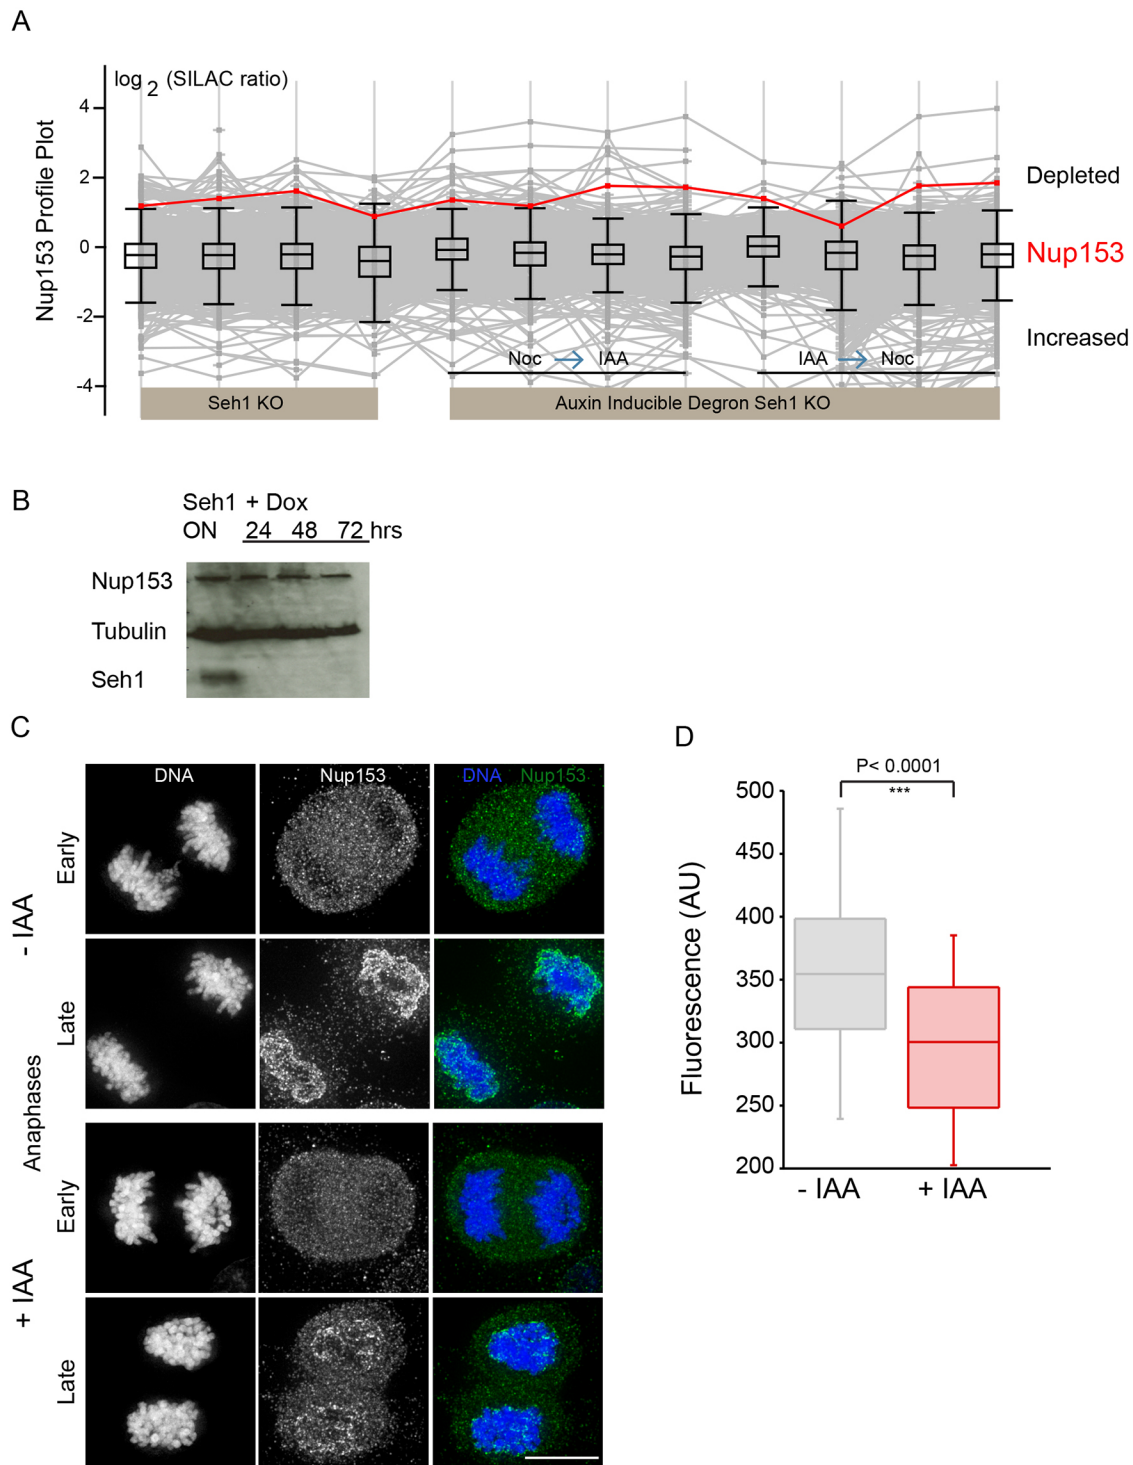 A
log 2 (SILAC ratio)
4
2
0
-2
-4
Nup153 Profile Plot
Depleted
Nup153
Increased
Noc → IAA
IAA → Noc
Seh1 KO
Auxin Inducible Degron Seh1 KO
B
Seh1 + Dox
ON 24 48 72 hrs
Nup153
Tubulin
Seh1
C
DNA
Nup153
DNA Nup153
Anaphases
- IAA
Early
Late
+ IAA
Early
Late
D
P< 0.0001
***
500
450
400
350
300
250
200
Fluorescence (AU)
- IAA
+ IAA